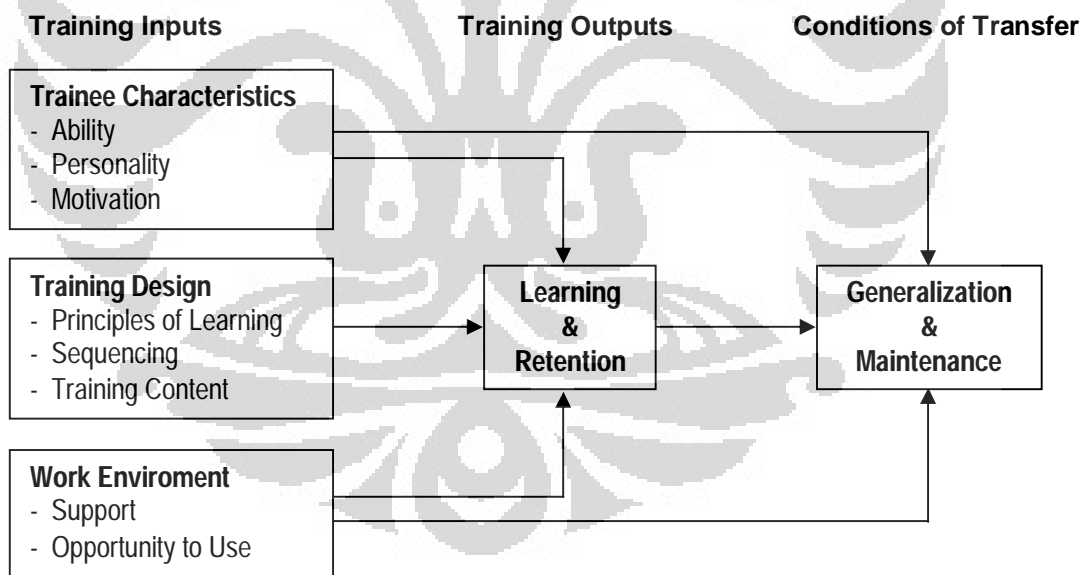 Training Inputs
Training Outputs
Conditions of Transfer
Trainee Characteristics
- Ability
- Personality
- Motivation
Training Design
- Principles of Learning
- Sequencing
- Training Content
Learning
&
Retention
Generalization
&
Maintenance
Work Enviroment
- Support
- Opportunity to Use